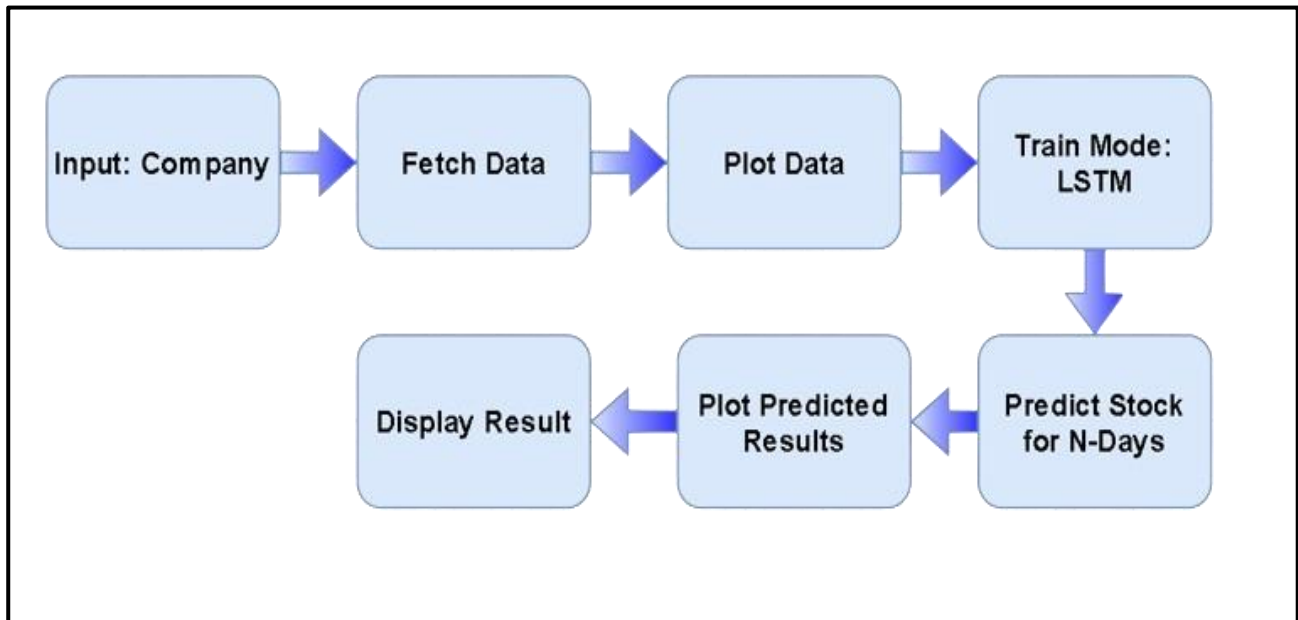 Input: Company
Fetch Data
Plot Data
Train Mode:
LSTM
Predict Stock
for N-Days
Plot Predicted
Results
Display Result